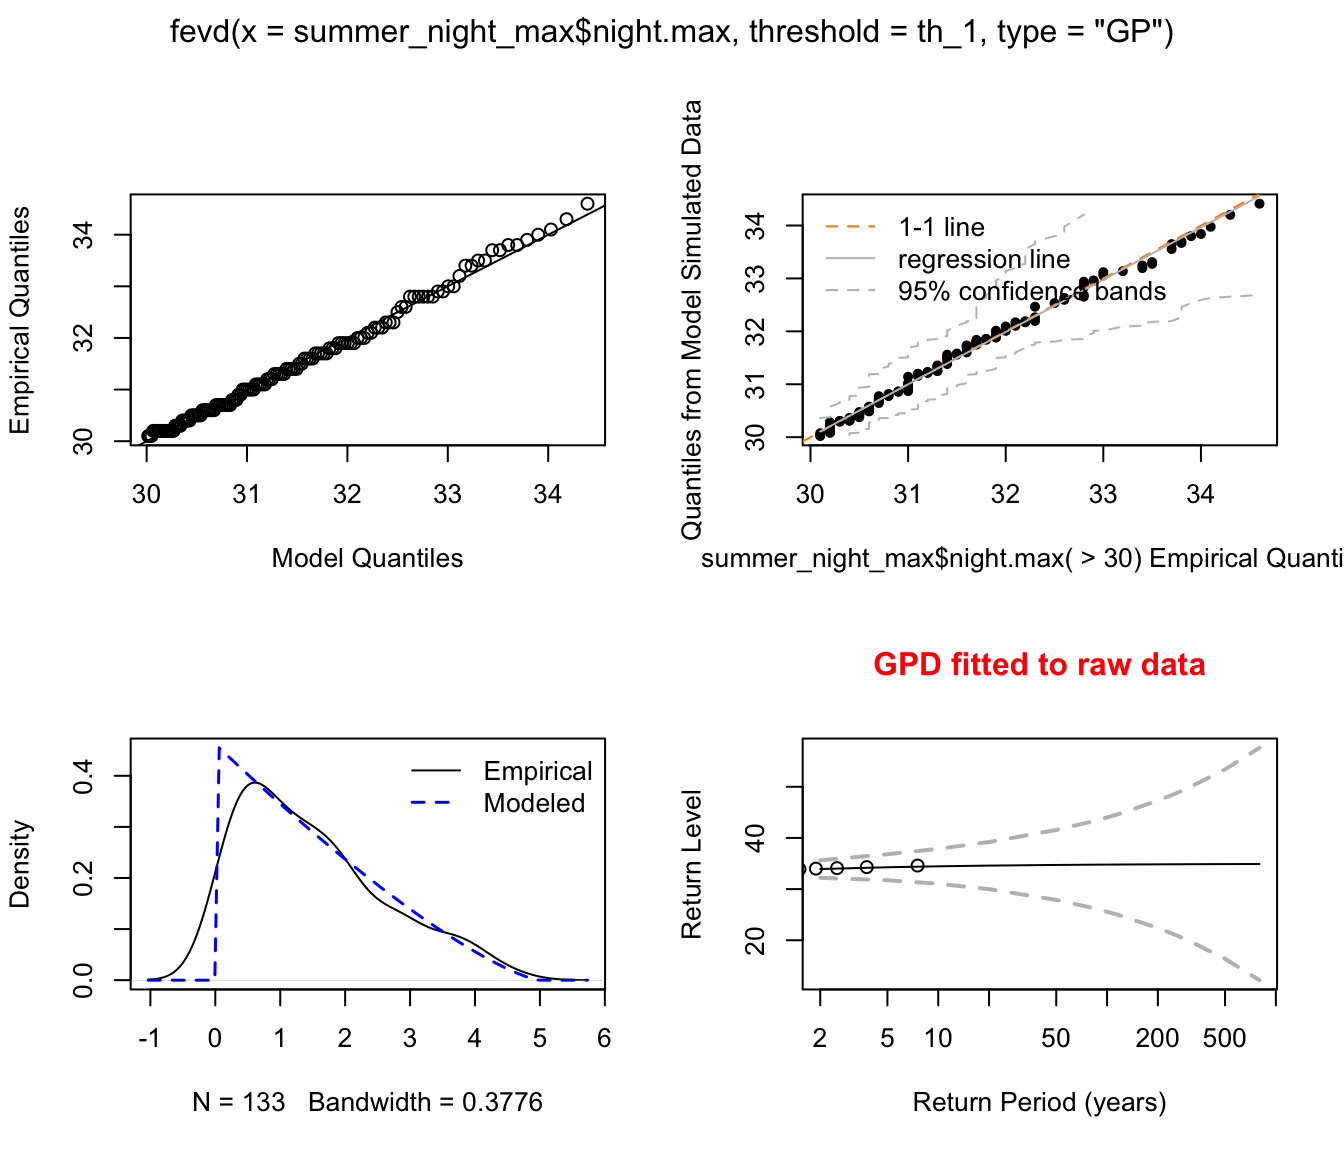 fevd(x = summer_night_max$night.max, threshold = th_1, type = "GP")
Empirical Quantiles
34
32
30
30 31 32 33 34
Model Quantiles
Quantiles from Model Simulated Data
34
33
32
31
30
1-1 line
regression line
95% confidence bands
30 31 32 33 34
summer_night_max$night.max( > 30) Empirical Quanti
Density
0.4
0.2
0.0
Empirical
Modeled
-1 0 1 2 3 4 5 6
N = 133 Bandwidth = 0.3776
GPD fitted to raw data
Return Level
40
20
2 5 10 50 200 500
Return Period (years)